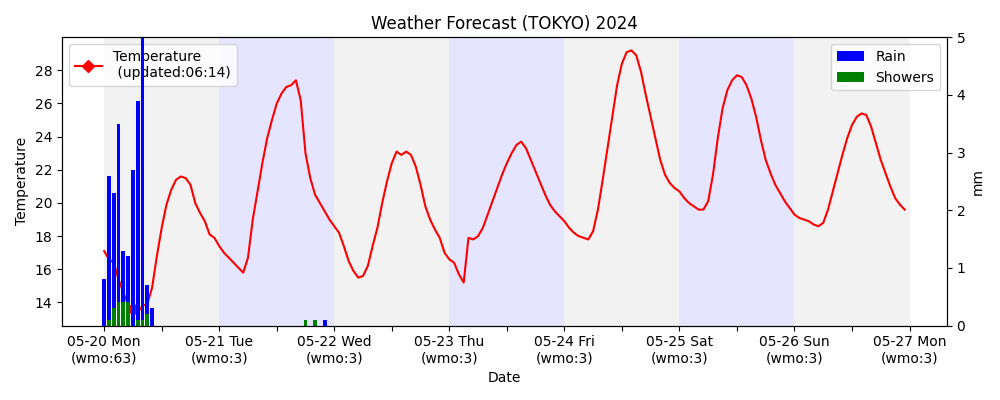 Weather Forecast (TOKYO) 2024
Temperature
(updated:06:14)
Rain
Showers
Temperature
28
26
24
22
20
18
16
14
5
4
3
2
1
0
mm
05-20 Mon
(wmo:63)
05-21 Tue
(wmo:3)
05-22 Wed
(wmo:3)
05-23 Thu
(wmo:3)
05-24 Fri
(wmo:3)
05-25 Sat
(wmo:3)
05-26 Sun
(wmo:3)
05-27 Mon
(wmo:3)
Date